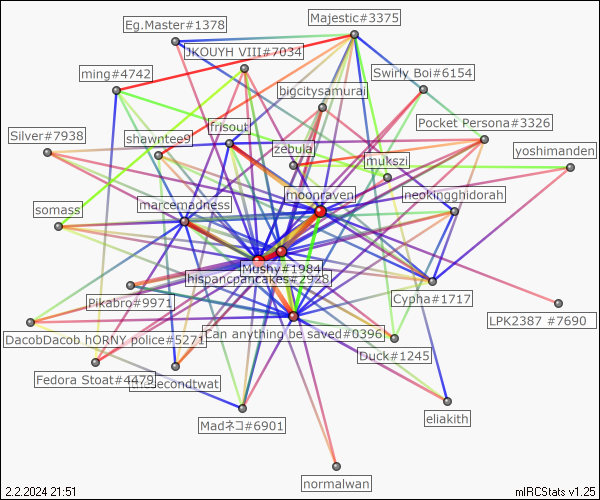 Eg.Master#1378
Majestic#3375
JKOUYH VIII#7034
ming#4742
Swirly Boi#6154
bigcitysamurai
Pocket Persona#3326
frisout
Silver#7938
shawntee9
zebula
mukszi
yoshimanden
moonraven
neokingghidorah
somass
marcemadness
Mushy#1984
hispancpancakes#2928
Pikabro#9971
Cypha#1717
LPK2387 #7690
DacobDacob hORNY police#5271
Can anything be saved#0396
Duck#1245
Fedora Stoat#4479
thesecondtwat
Madネコ#6901
eliakith
normalwan
2.2.2024 21:51
mIRCStats v1.25